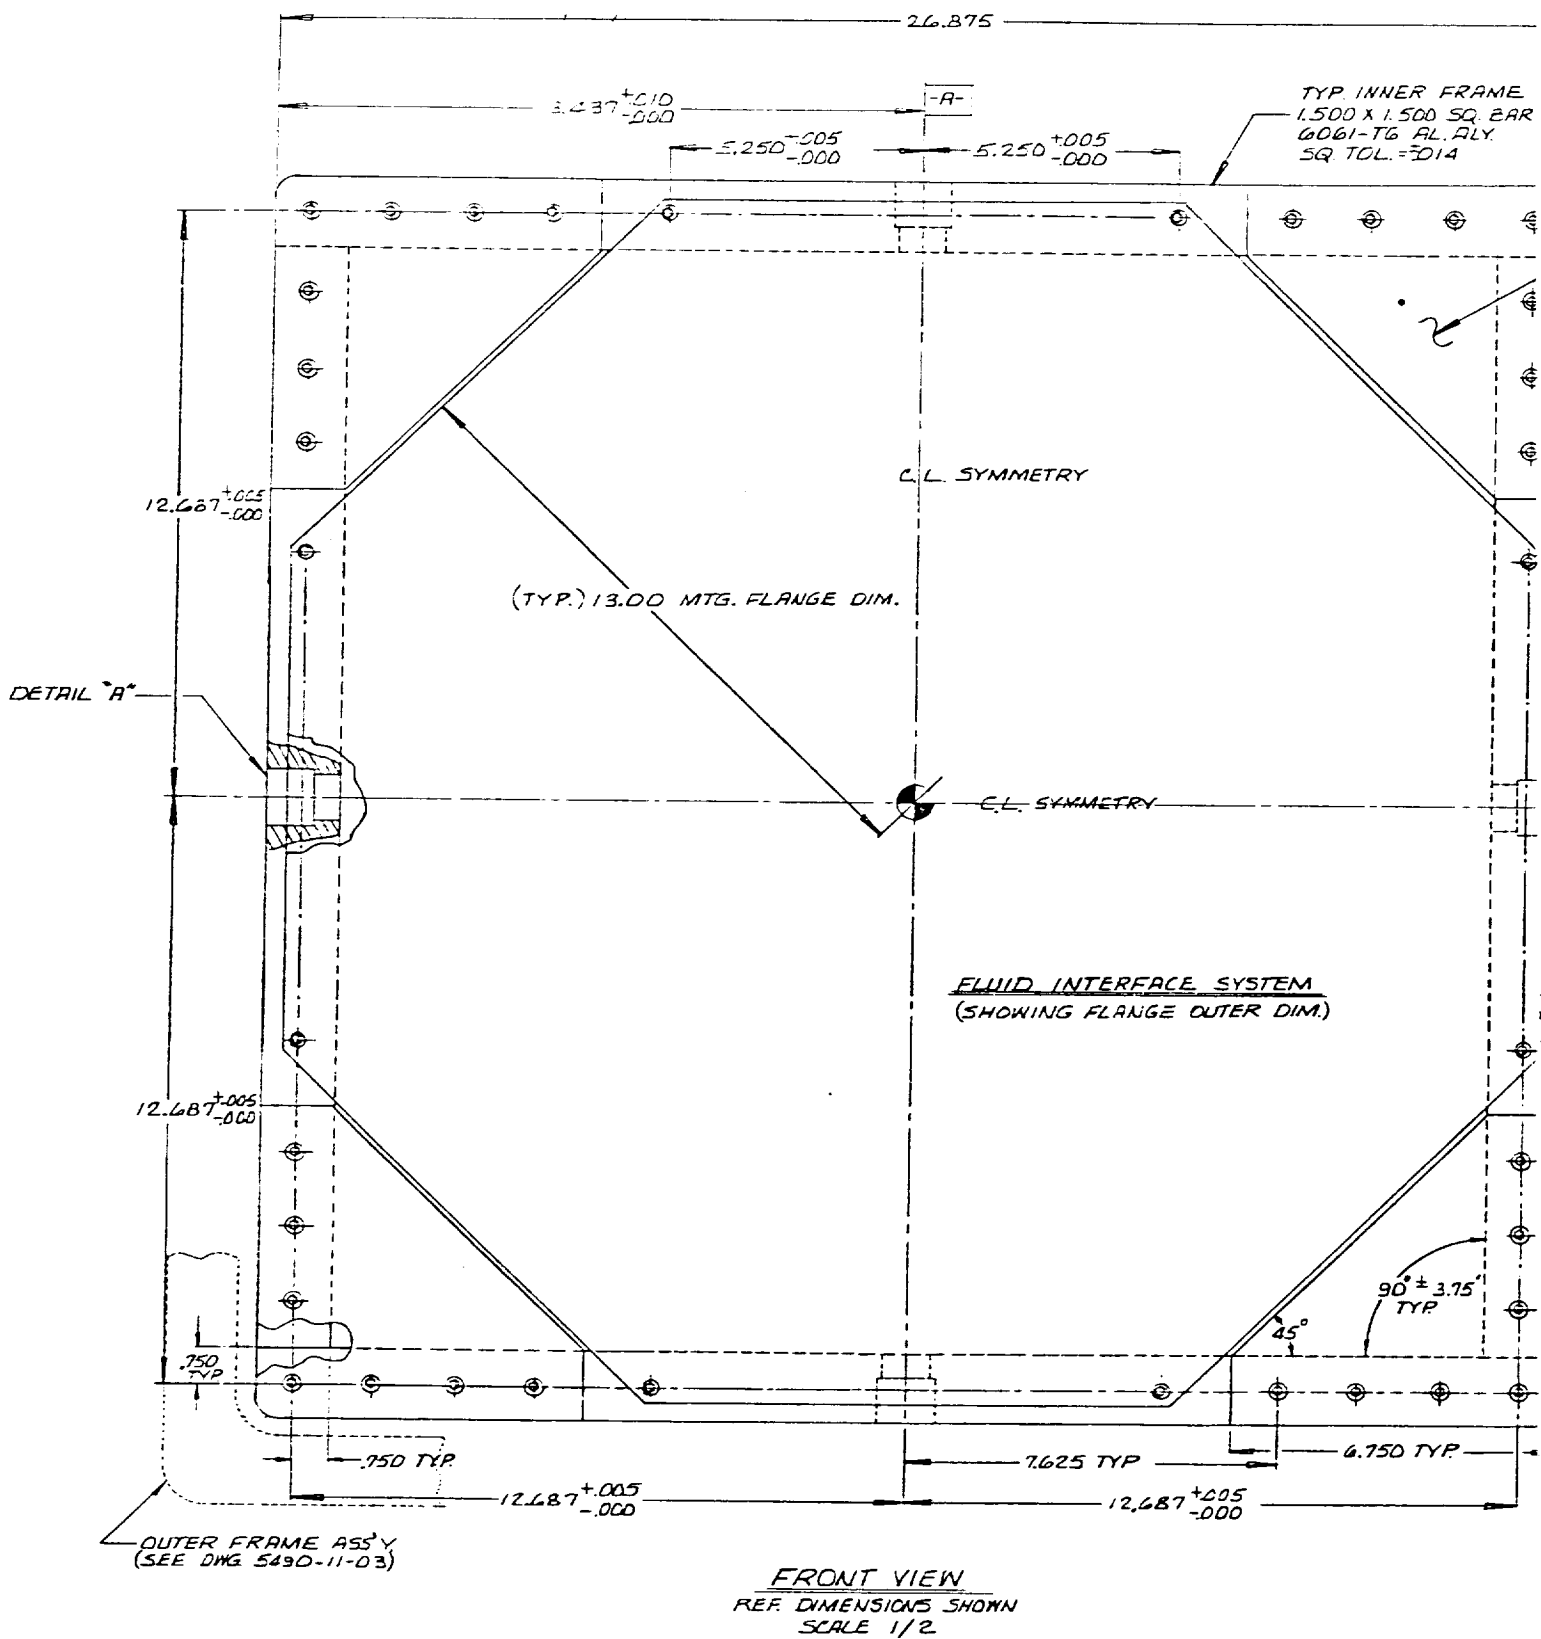 26.875
3.437 +.010
-.000
-A-
TYP. INNER FRAME
1.500 X 1.500 SQ. BAR
6061-T6 AL. ALY.
SQ. TOL. =
5.250 +.005
-.000
5.250 +.005
-.000
C.L. SYMMETRY
12.687 +.005
-.000
(TYP.) 13.00 MTG. FLANGE DIM.
DETAIL "A"
C.L. SYMMETRY
FLUID INTERFACE SYSTEM
(SHOWING FLANGE OUTER DIM.)
12.687 +.005
-.000
90° ± 3.75'
TYP.
45°
.750
TYP
.750 TYP.
7.625 TYP
6.750 TYP.
12.687 +.005
-.000
12.687 +.005
-.000
OUTER FRAME ASS'Y.
(SEE DWG 5490-11-03)
FRONT VIEW
REF. DIMENSIONS SHOWN
SCALE 1/2